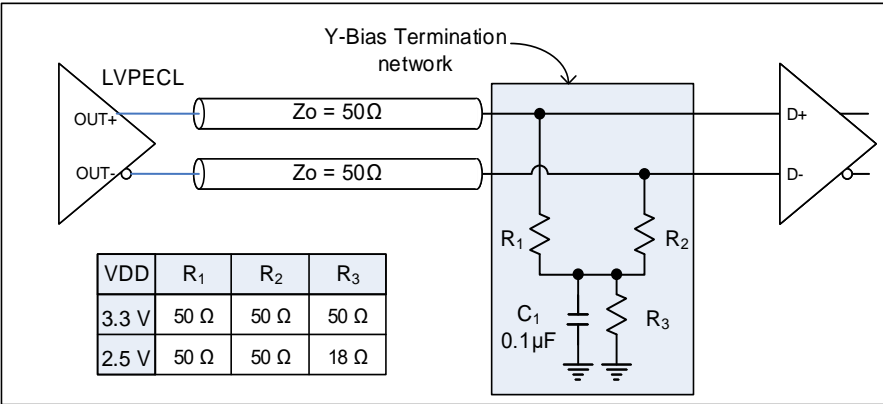 Y-Bias Termination
network
LVPECL
OUT+
Zo = 50Ω
D+
OUT-
Zo = 50Ω
D-
R1
R2
VDD R1 R2 R3
3.3 V 50 Ω 50 Ω 50 Ω
2.5 V 50 Ω 50 Ω 18 Ω
C1
0.1µF
R3